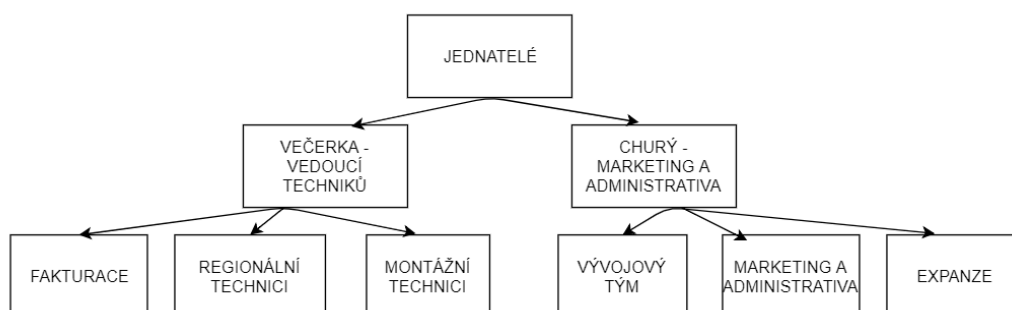 JEDNATELÉ
VEČERKA -
VEDOUCÍ
TECHNIKŮ
CHURÝ -
MARKETING A
ADMINISTRATIVA
FAKTURACE
REGIONÁLNÍ
TECHNICI
MONTÁŽNÍ
TECHNICI
VÝVOJOVÝ
TÝM
MARKETING A
ADMINISTRATIVA
EXPANZE